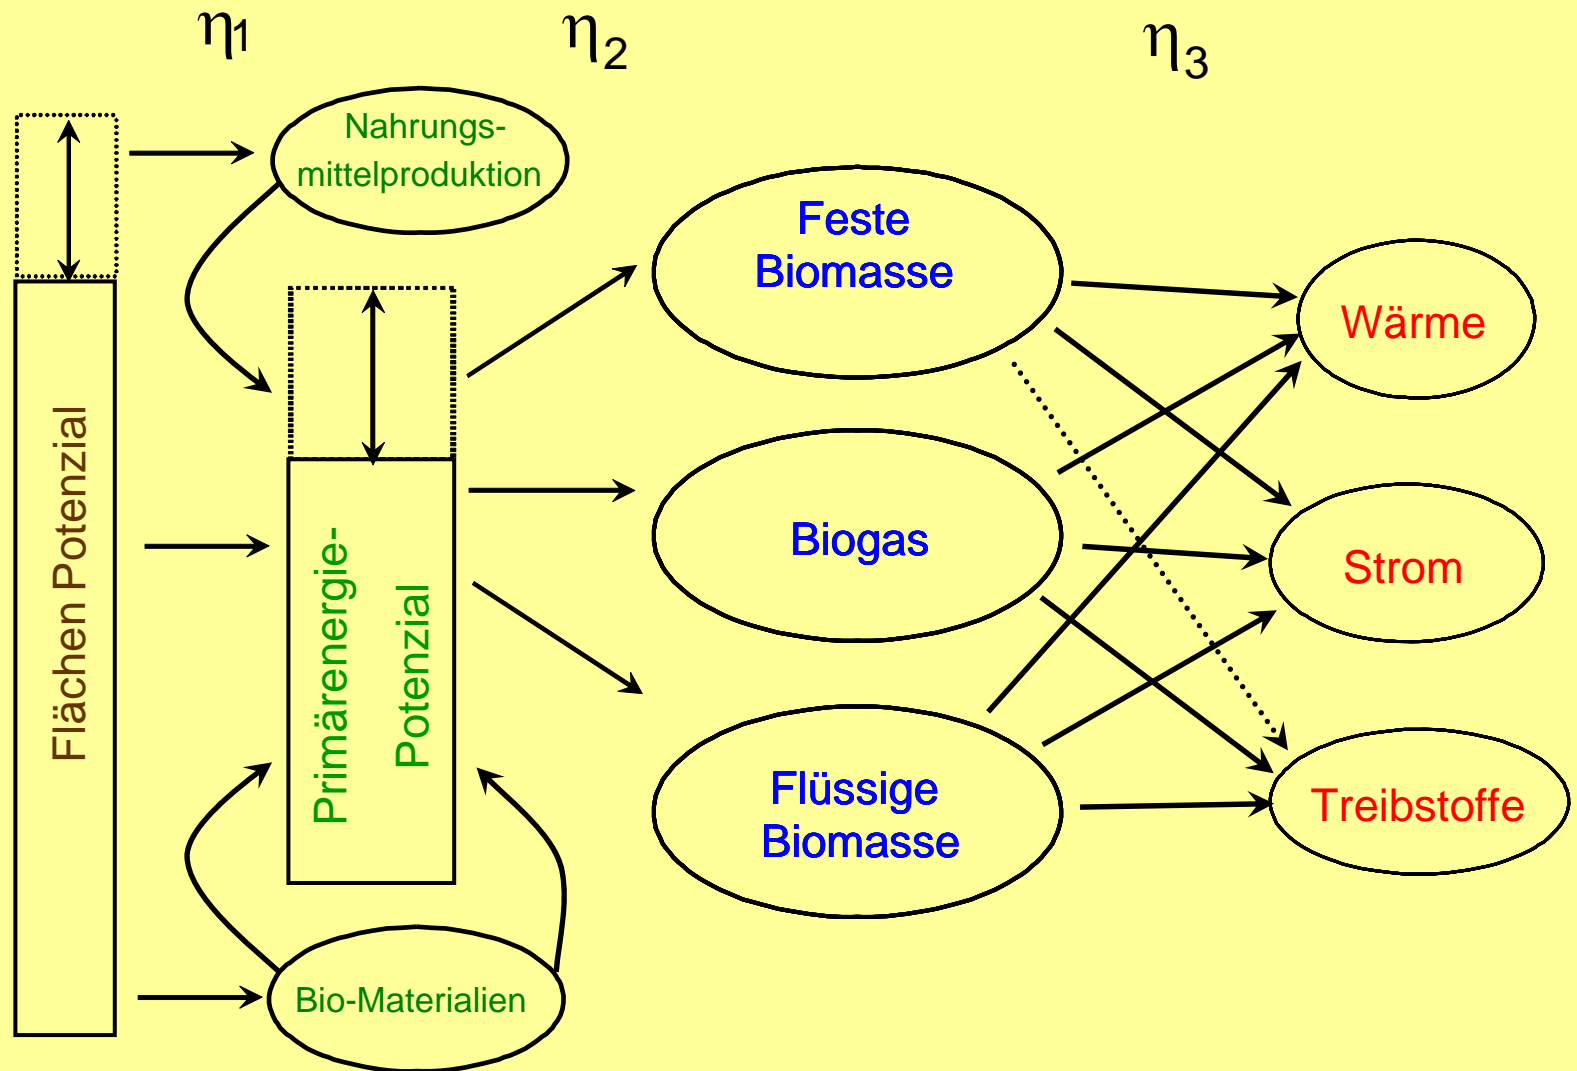 η1
η2
η3
Nahrungs-
mittelproduktion
Flächen Potenzial
Primärenergie-
Potenzial
Bio-Materialien
Feste
Biomasse
Biogas
Flüssige
Biomasse
Wärme
Strom
Treibstoffe